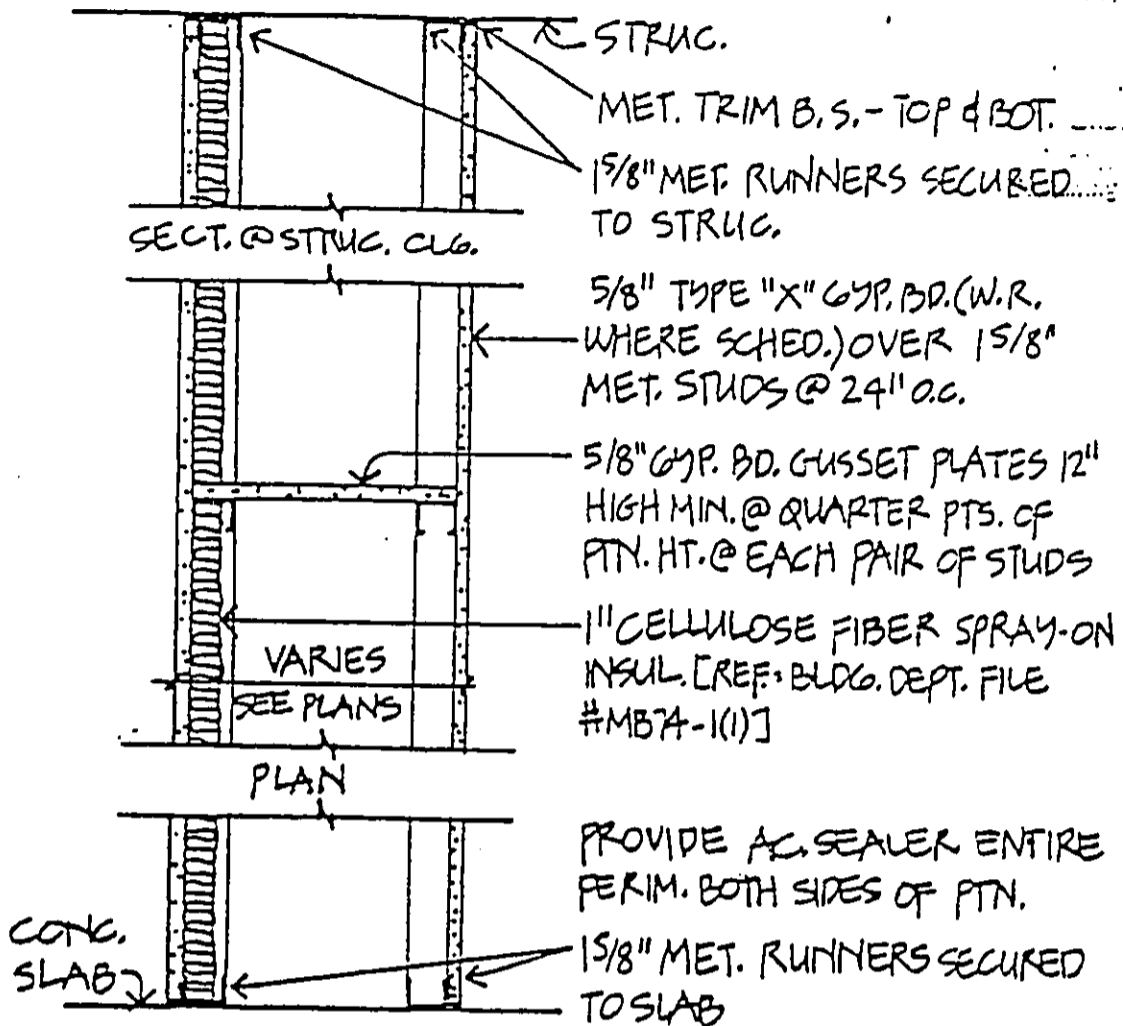 STRUC.
MET. TRIM B.S.- TOP & BOT.
1 5/8" MET. RUNNERS SECURED
TO STRUC.
SECT. @ STRUC. CLG.
5/8" TYPE "X" GYP. BD. (W.R.
WHERE SCHED.) OVER 1 5/8"
MET. STUDS @ 24" O.C.
5/8" GYP. BD. GUSSET PLATES 12"
HIGH MIN. @ QUARTER PTS. OF
PTN. HT. @ EACH PAIR OF STUDS
1" CELLULOSE FIBER SPRAY-ON
INSUL. [REF: BLDG. DEPT. FILE
#MB74-1(1)]
VARIES
SEE PLANS
PLAN
PROVIDE AC. SEALER ENTIRE
PERIM. BOTH SIDES OF PTN.
CONC.
SLAB
1 5/8" MET. RUNNERS SECURED
TO SLAB